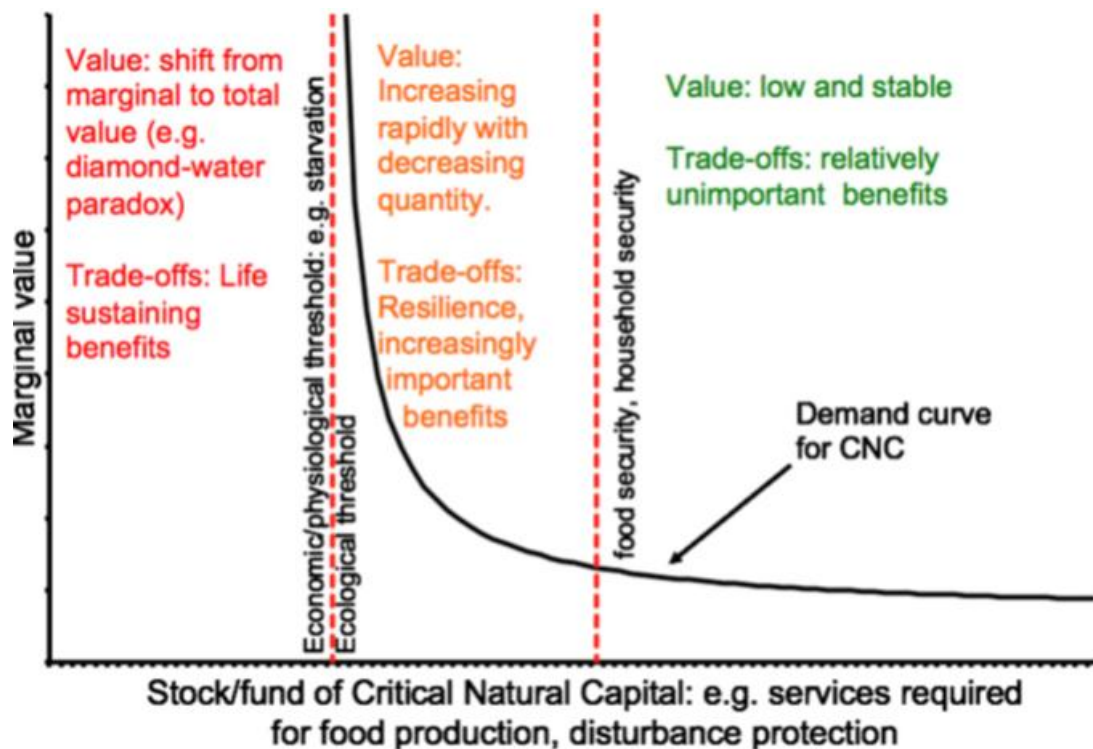 Value: shift from
marginal to total
value (e.g.
diamond-water
paradox)
Trade-offs: Life
sustaining
benefits
Value:
Increasing
rapidly with
decreasing
quantity.
Trade-offs:
Resilience,
increasingly
important
benefits
Value: low and stable
Trade-offs: relatively
unimportant benefits
Marginal value
Economic/physiological threshold: e.g. starvation
Ecological threshold
food security, household security
Demand curve
for CNC
Stock/fund of Critical Natural Capital: e.g. services required
for food production, disturbance protection